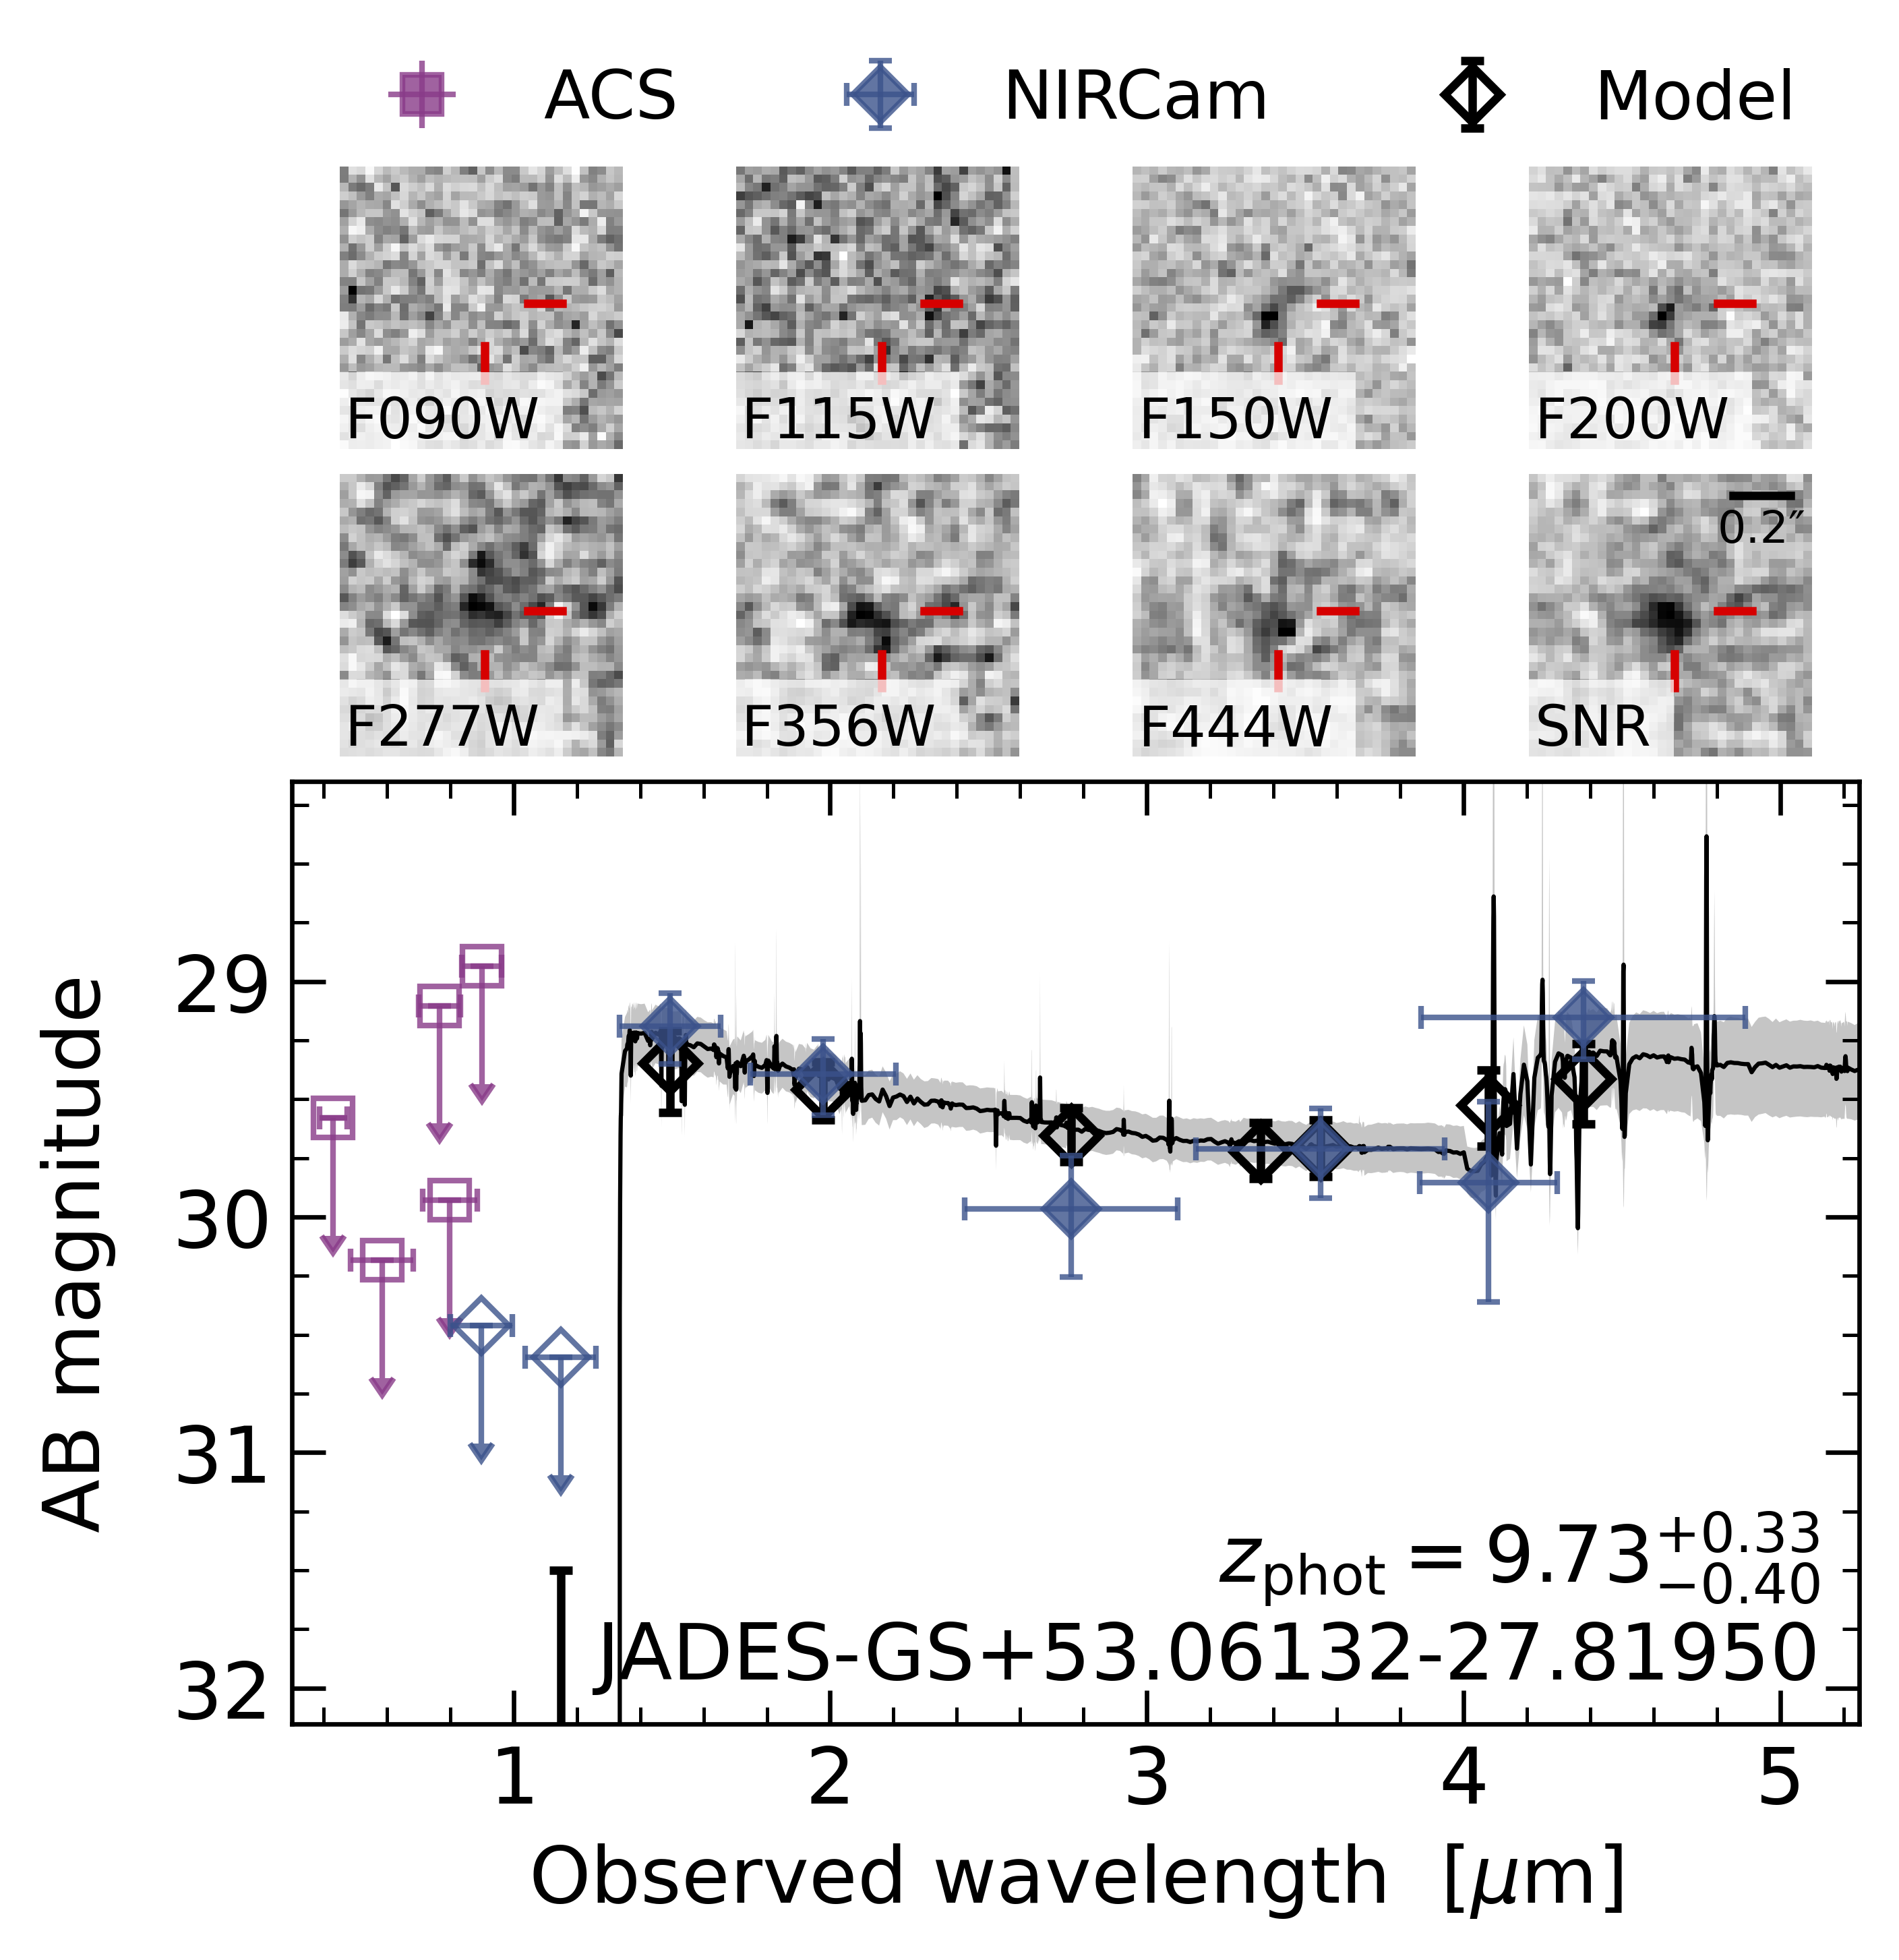 ACS NIRCam Model
F090W F115W F150W F200W
0.2″
F277W F356W F444W SNR
29
30
31
32
AB magnitude
z_phot = 9.73 +0.33 −0.40
JADES-GS+53.06132-27.81950
1 2 3 4 5
Observed wavelength [μm]